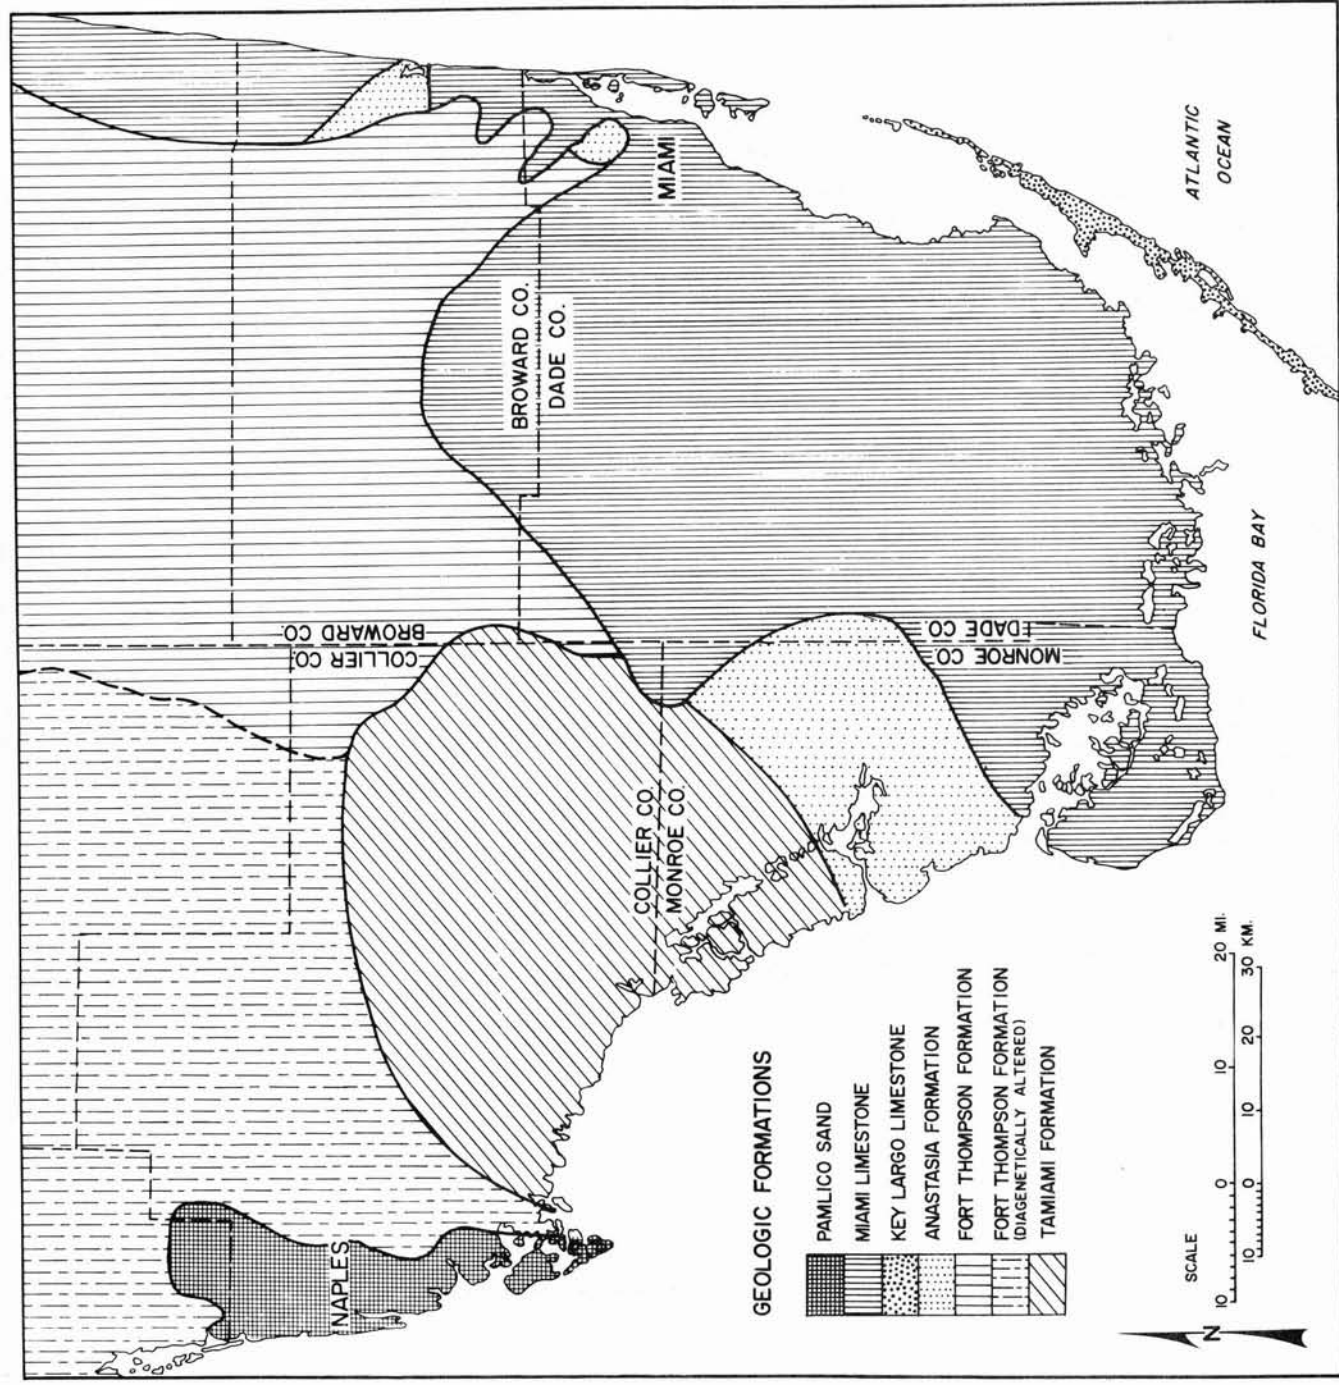 ATLANTIC
OCEAN
MIAMI
BROWARD CO.
DADE CO.
FLORIDA BAY
BROWARD CO.
COLLIER CO.
DADE CO.
MONROE CO.
COLLIER CO.
MONROE CO.
NAPLES
GEOLOGIC FORMATIONS
PAMLICO SAND
MIAMI LIMESTONE
KEY LARGO LIMESTONE
ANASTASIA FORMATION
FORT THOMPSON FORMATION
FORT THOMPSON FORMATION
(DIAGENETICALLY ALTERED)
TAMIAMI FORMATION
SCALE
10 0 10 20 MI.
10 0 10 20 30 KM.
N